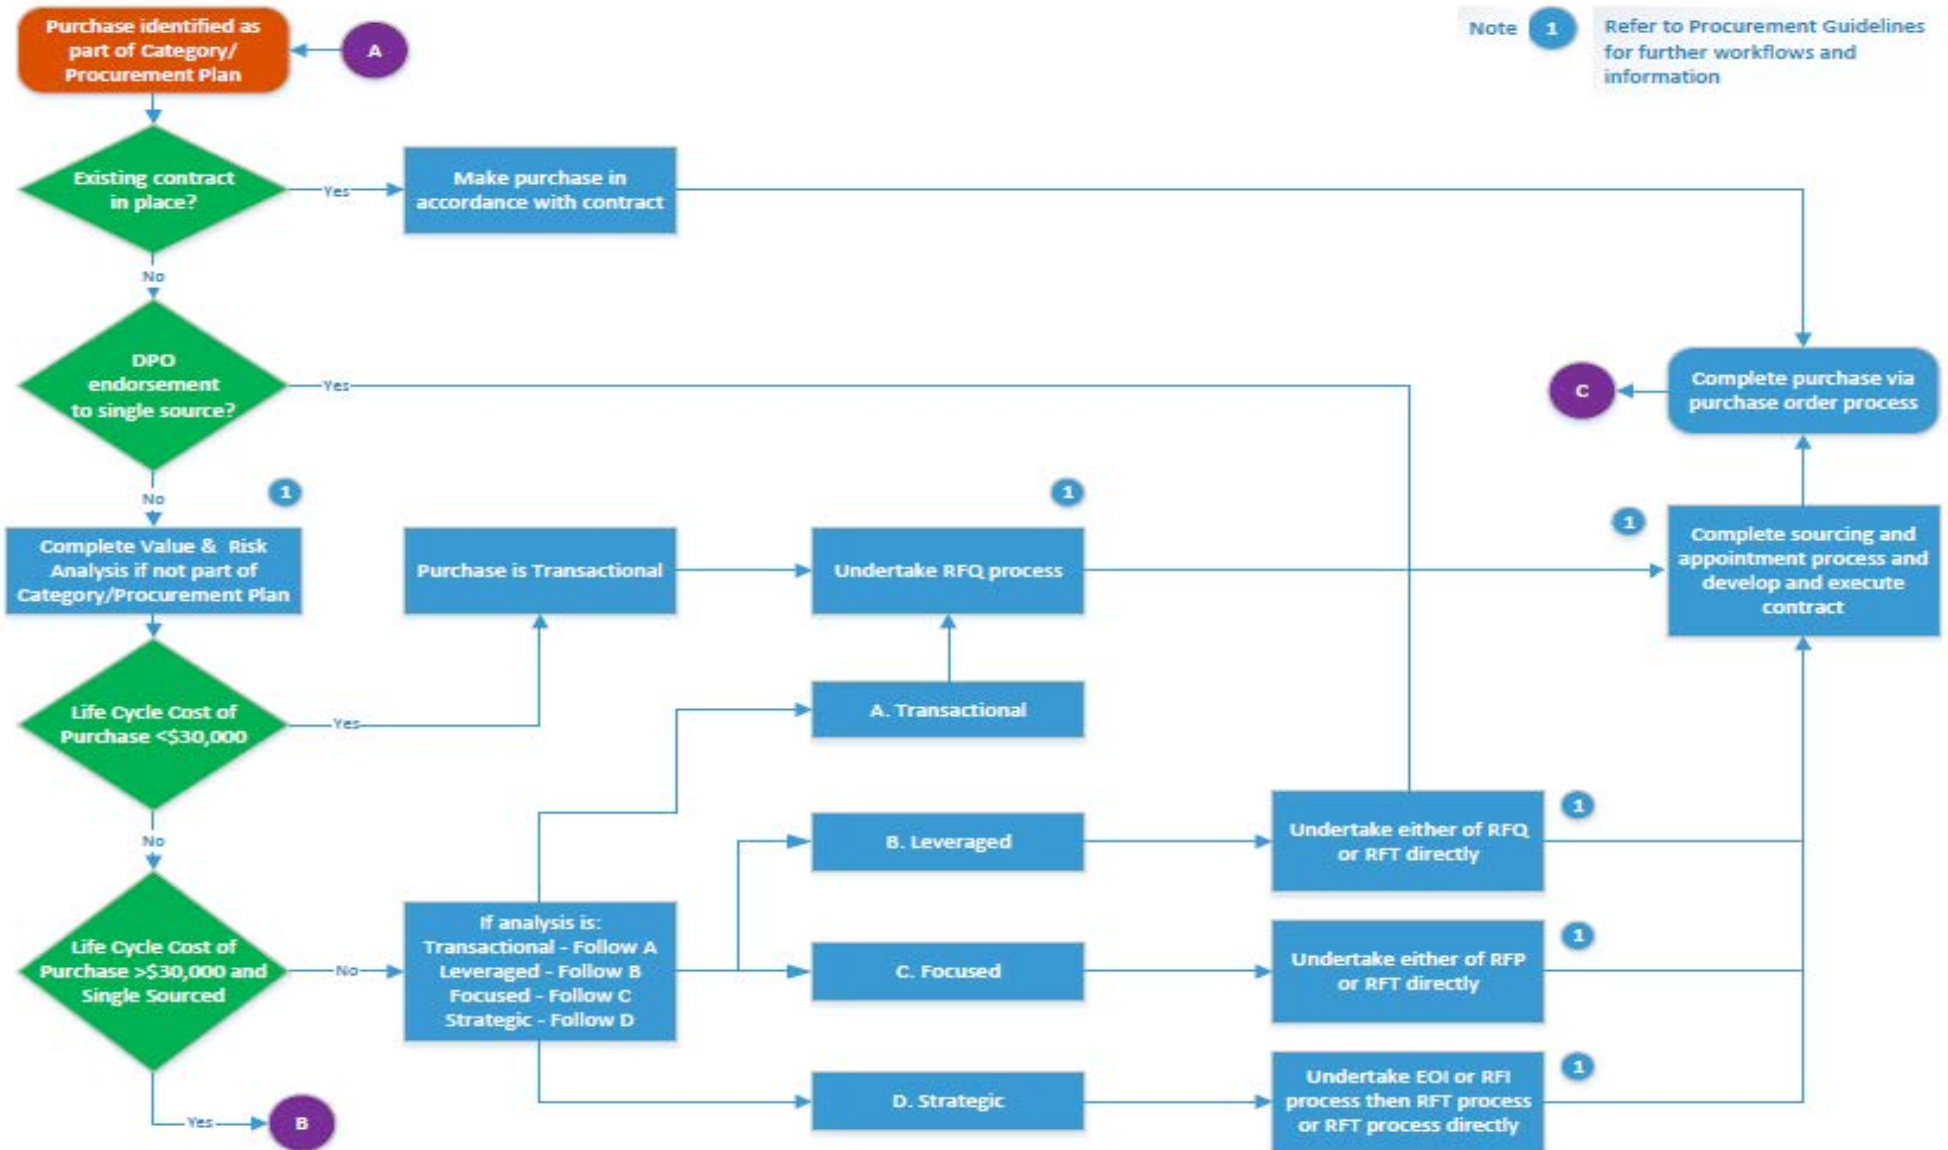 Purchase identified as
part of Category/
Procurement Plan
A
Note
1
Refer to Procurement Guidelines
for further workflows and
information
Existing contract
in place?
Yes
Make purchase in
accordance with contract
No
DPO
endorsement
to single source?
Yes
C
Complete purchase via
purchase order process
No
1
1
1
Complete Value & Risk
Analysis if not part of
Category/Procurement Plan
Purchase is Transactional
Undertake RFQ process
Complete sourcing and
appointment process and
develop and execute
contract
Life Cycle Cost of
Purchase <$30,000
Yes
A. Transactional
No
B. Leveraged
Undertake either of RFQ
or RFT directly
1
Life Cycle Cost of
Purchase >$30,000 and
Single Sourced
No
If analysis is:
Transactional - Follow A
Leveraged - Follow B
Focused - Follow C
Strategic - Follow D
C. Focused
Undertake either of RFP
or RFT directly
1
Yes
B
D. Strategic
Undertake EOI or RFI
process then RFT process
or RFT process directly
1